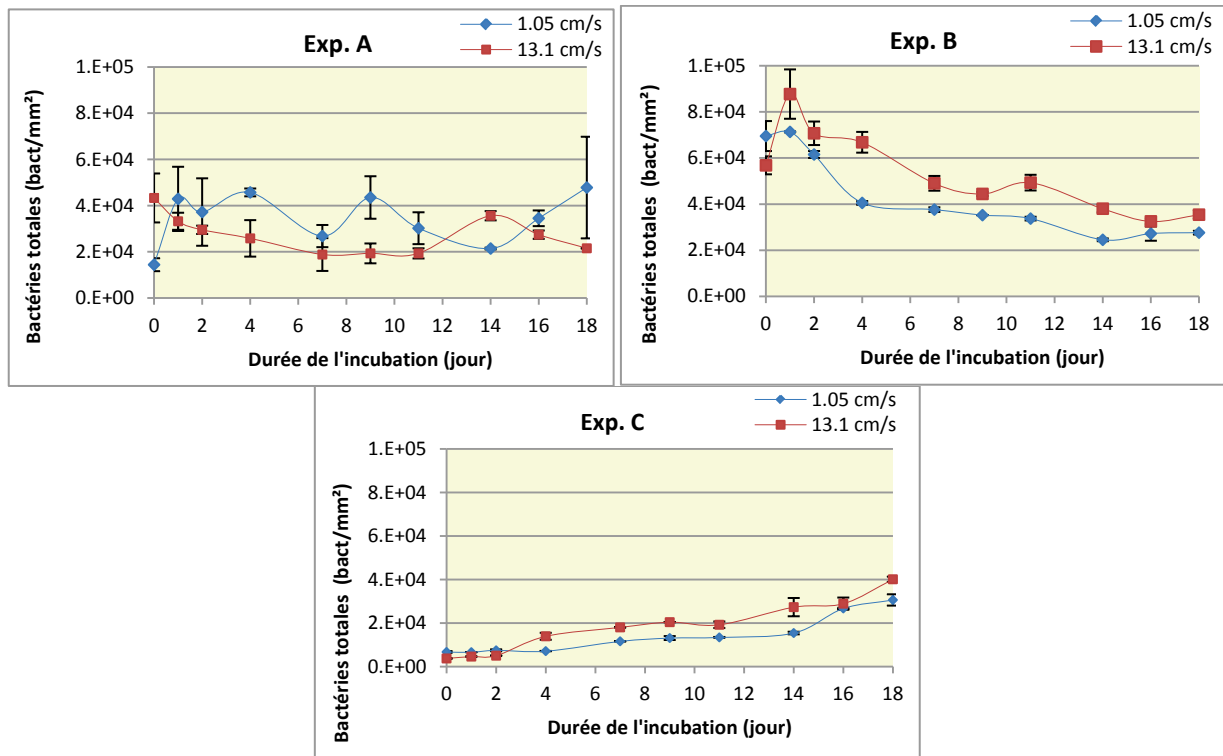 Exp. A
1.05 cm/s
13.1 cm/s
Bactéries totales (bact/mm²)
1.E+05
8.E+04
6.E+04
4.E+04
2.E+04
0.E+00
0 2 4 6 8 10 12 14 16 18
Durée de l'incubation (jour)
Exp. B
1.05 cm/s
13.1 cm/s
Bactéries totales (bact/mm²)
1.E+05
8.E+04
6.E+04
4.E+04
2.E+04
0.E+00
0 2 4 6 8 10 12 14 16 18
Durée de l'incubation (jour)
Exp. C
1.05 cm/s
13.1 cm/s
Bactéries totales (bact/mm²)
1.E+05
8.E+04
6.E+04
4.E+04
2.E+04
0.E+00
0 2 4 6 8 10 12 14 16 18
Durée de l'incubation (jour)